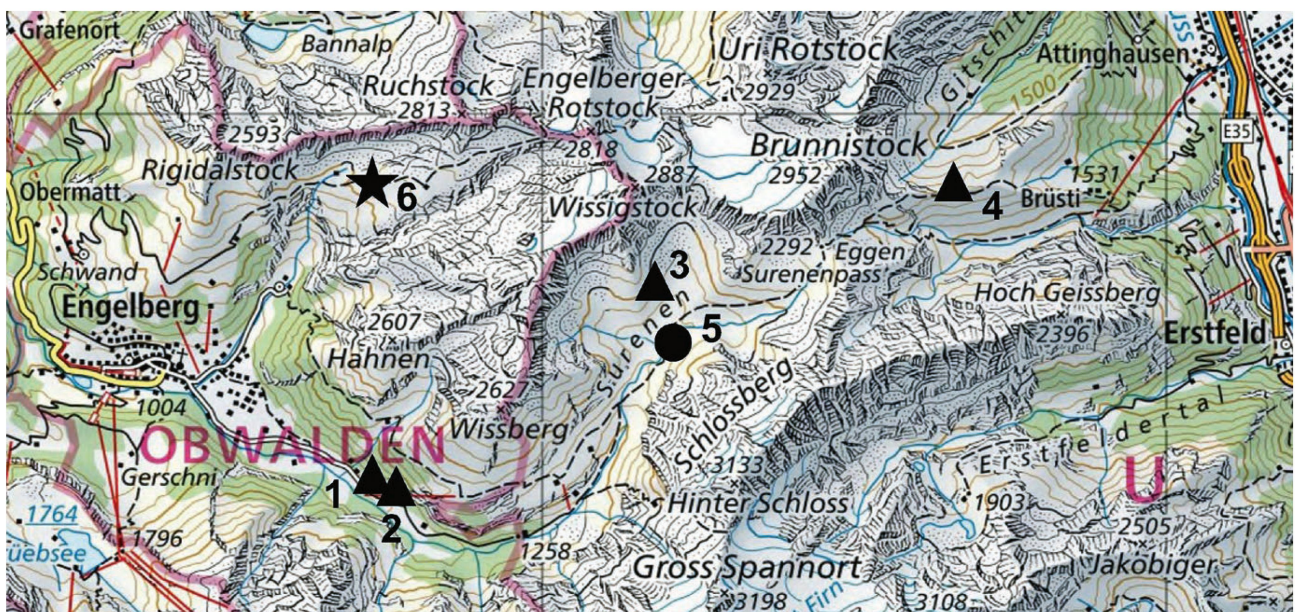 Grafenort
Bannalp
Ruchstock
2813
2593
Rigidalstock
Engelberger
Rotstock
2818
Uri Rotstock
2929
Brunnistock
2952
2887
Wissigstock
Gitschit
Attinghausen
1500
E35
1531
Brüsti
4
6
Obermatt
Schwand
Engelberg
2607
Hahnen
262
Wissberg
3
5
Surenen
2292
Eggen
Surenenpass
Hoch Geissberg
2396
Erstfeld
Schlossberg
3133
1004
OBWALDEN
Gerschni
1
2
1764
üebsee
1796
1258
Hinter Schloss
Gross Spannort
3198
Firn
3108
Erstfeldertal
1903
U
2505
Jakobiger